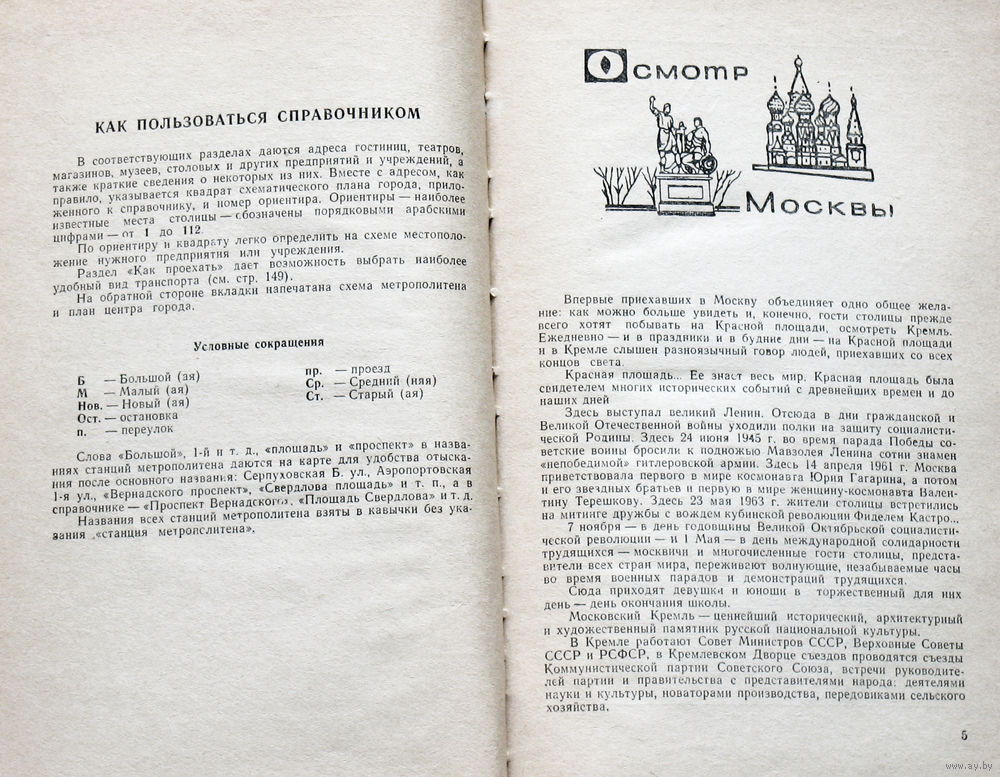 КАК ПОЛЬЗОВАТЬСЯ СПРАВОЧНИКОМ
В соответствующих разделах даются адреса гостиниц, театров,
магазинов, музеев, столовых и других предприятий и учреждений, а
также краткие сведения о некоторых из них. Вместе с адресом, как
правило, указывается квадрат схематического плана города, прило-
женного к справочнику, и номер ориентира. Ориентиры — наиболее
известные места столицы — обозначены порядковыми арабскими
цифрами — от 1 до 112.
По ориентиру и квадрату легко определить на схеме местополо-
жение нужного предприятия или учреждения.
Раздел «Как проехать» дает возможность выбрать наиболее
удобный вид транспорта (см. стр. 149).
На обратной стороне вкладки напечатана схема метрополитена
и план центра города.
Условные сокращения
Б — Большой (ая)
М — Малый (ая)
Нов. — Новый (ая)
Ост. — остановка
п. — переулок
пр. — проезд
Ср. — Средний (няя)
Ст. — Старый (ая)
Слова «Большой», 1-й и т. д., «площадь» и «проспект» в назва-
ниях станций метрополитена даются на карте для удобства отыска-
ния после основного названия: Серпуховская Б. ул., Аэропортовская
1-я ул., «Вернадского проспект», «Свердлова площадь» и т. п., а в
справочнике — «Проспект Вернадского», «Площадь Свердлова» и т. д.
Названия всех станций метрополитена взяты в кавычки без ука-
зания «станция метрополитена».
Осмотр
Москвы
Впервые приехавших в Москву объединяет одно общее жела-
ние: как можно больше увидеть и, конечно, гости столицы прежде
всего хотят побывать на Красной площади, осмотреть Кремль.
Ежедневно — и в праздники и в будние дни — на Красной площади
и в Кремле слышен разноязычный говор людей, приехавших со всех
концов света.
Красная площадь... Ее знает весь мир. Красная площадь была
свидетелем многих исторических событий с древнейших времен и до
наших дней
Здесь выступал великий Ленин. Отсюда в дни гражданской и
Великой Отечественной войны уходили полки на защиту социалисти-
ческой Родины. Здесь 24 июня 1945 г. во время парада Победы со-
ветские воины бросили к подножью Мавзолея Ленина сотни знамен
«непобедимой» гитлеровской армии. Здесь 14 апреля 1961 г. Москва
приветствовала первого в мире космонавта Юрия Гагарина, а потом
и его звездных братьев и первую в мире женщину-космонавта Вален-
тину Терешкову. Здесь 23 мая 1963 г. жители столицы встретились
на митинге дружбы с вождем кубинской революции Фиделем Кастро...
7 ноября — в день годовщины Великой Октябрьской социалисти-
ческой революции — и 1 Мая — в день международной солидарности
трудящихся — москвичи и многочисленные гости столицы, предста-
вители всех стран мира, переживают волнующие, незабываемые часы
во время военных парадов и демонстраций трудящихся.
Сюда приходят девушки и юноши в торжественный для них
день — день окончания школы.
Московский Кремль — ценнейший исторический, архитектурный
и художественный памятник русской национальной культуры.
В Кремле работают Совет Министров СССР, Верховные Советы
СССР и РСФСР, в Кремлевском Дворце съездов проводятся съезды
Коммунистической партии Советского Союза, встречи руководите-
лей партии и правительства с представителями народа: деятелями
науки и культуры, новаторами производства, передовиками сельского
хозяйства.
5
www.ay.by